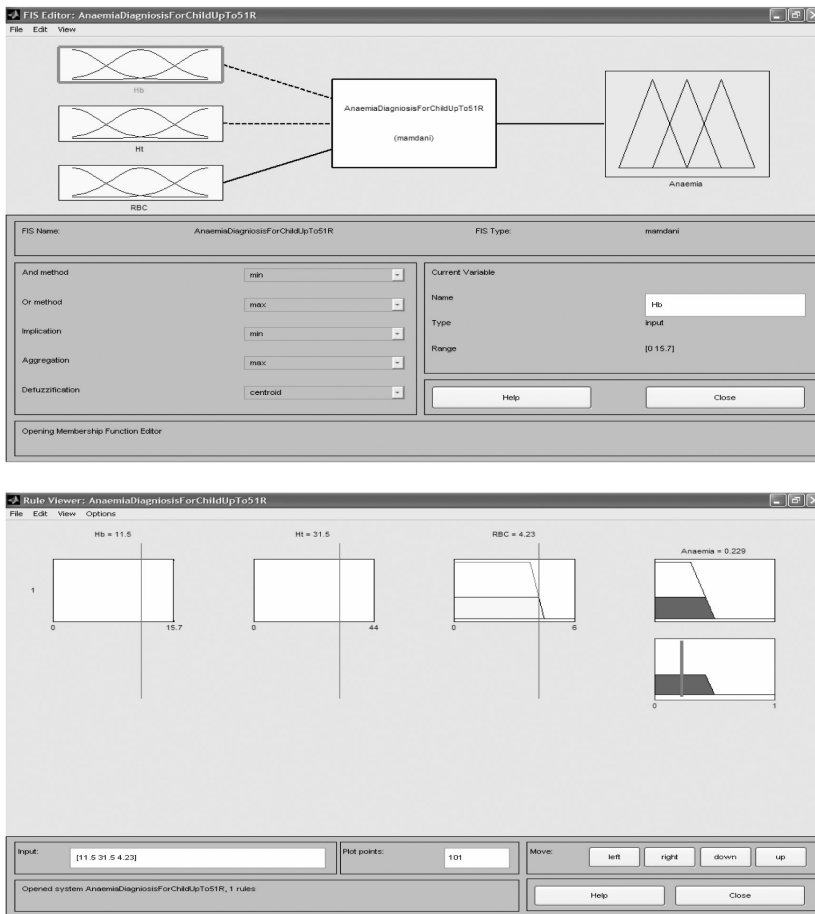 FIS Editor: AnaemiaDiagniosisForChildUpTo51R
File Edit View
Hb
Ht
RBC
AnaemiaDiagniosisForChildUpTo51R
(mamdani)
Anaemia
FIS Name: AnaemiaDiagniosisForChildUpTo51R FIS Type: mamdani
And method min
Or method max
Implication min
Aggregation max
Defuzzification centroid
Current Variable
Name Hb
Type input
Range [0 15.7]
Help Close
Opening Membership Function Editor
Rule Viewer: AnaemiaDiagniosisForChildUpTo51R
File Edit View Options
Hb = 11.5 Ht = 31.5 RBC = 4.23 Anaemia = 0.229
1
0 15.7 0 44 0 6
0 1
Input: [11.5 31.5 4.23] Plot points: 101 Move: left right down up
Opened system AnaemiaDiagniosisForChildUpTo51R, 1 rules Help Close